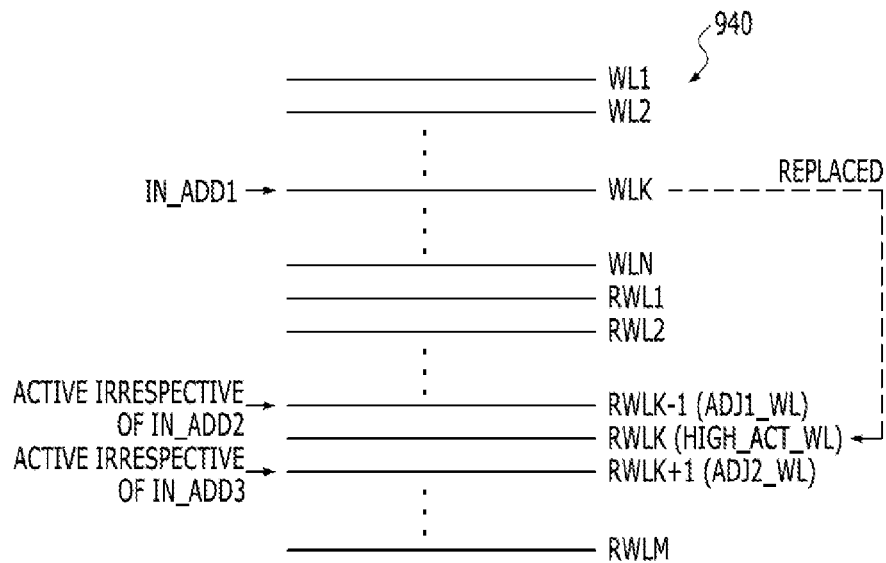 940
WL1
WL2
IN_ADD1
WLK
REPLACED
WLN
RWL1
RWL2
ACTIVE IRRESPECTIVE
OF IN_ADD2
RWLK-1 (ADJ1_WL)
RWLK (HIGH_ACT_WL)
ACTIVE IRRESPECTIVE
OF IN_ADD3
RWLK+1 (ADJ2_WL)
RWLM